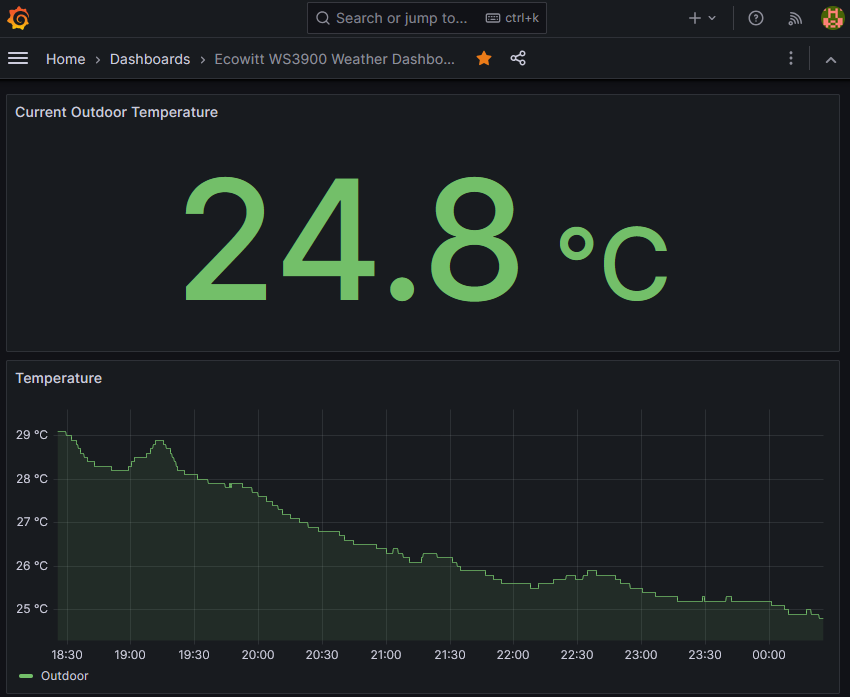 Search or jump to... ctrl+k
Home › Dashboards › Ecowitt WS3900 Weather Dashbo...
Current Outdoor Temperature
24.8 °C
Temperature
29 °C
28 °C
27 °C
26 °C
25 °C
18:30 19:00 19:30 20:00 20:30 21:00 21:30 22:00 22:30 23:00 23:30 00:00
Outdoor